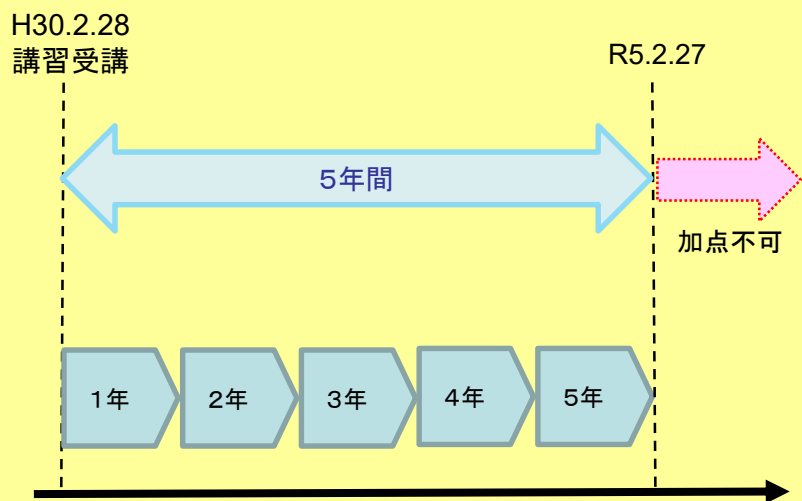 H30.2.28
講習受講
R5.2.27
5年間
加点不可
1年
2年
3年
4年
5年